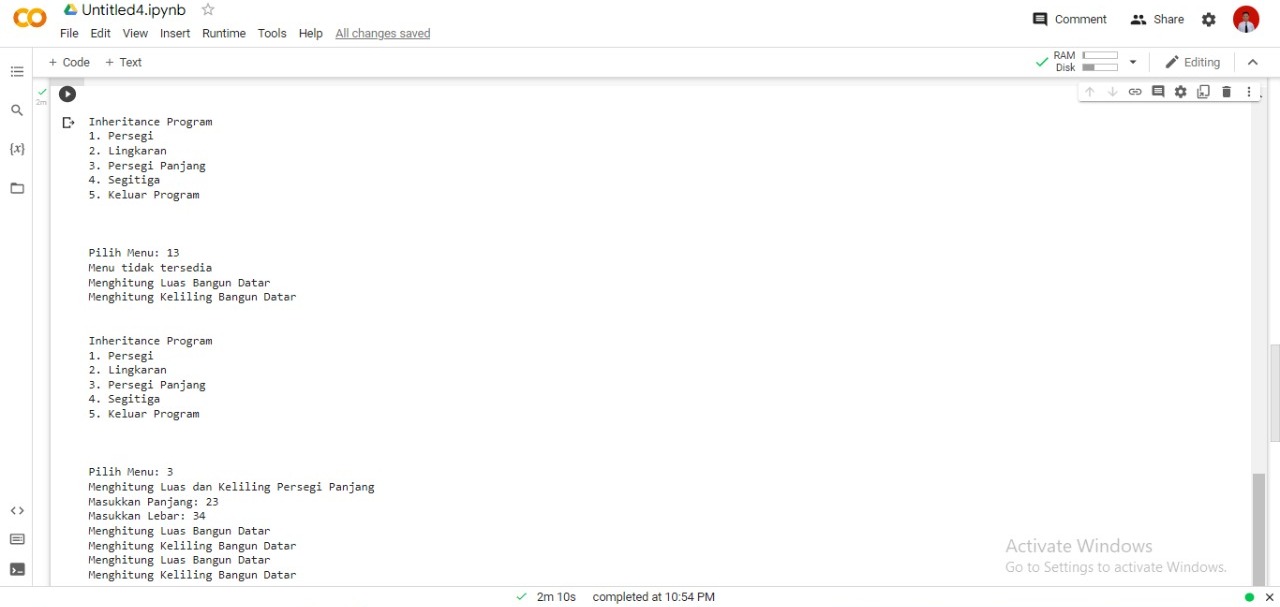 Untitled4.ipynb
File Edit View Insert Runtime Tools Help All changes saved
Comment Share
+ Code + Text
RAM
Disk
Editing
2m
{x}
Inheritance Program
1. Persegi
2. Lingkaran
3. Persegi Panjang
4. Segitiga
5. Keluar Program
Pilih Menu: 13
Menu tidak tersedia
Menghitung Luas Bangun Datar
Menghitung Keliling Bangun Datar
Inheritance Program
1. Persegi
2. Lingkaran
3. Persegi Panjang
4. Segitiga
5. Keluar Program
Pilih Menu: 3
Menghitung Luas dan Keliling Persegi Panjang
Masukkan Panjang: 23
Masukkan Lebar: 34
Menghitung Luas Bangun Datar
Menghitung Keliling Bangun Datar
Menghitung Luas Bangun Datar
Menghitung Keliling Bangun Datar
Activate Windows
Go to Settings to activate Windows.
2m 10s completed at 10:54 PM